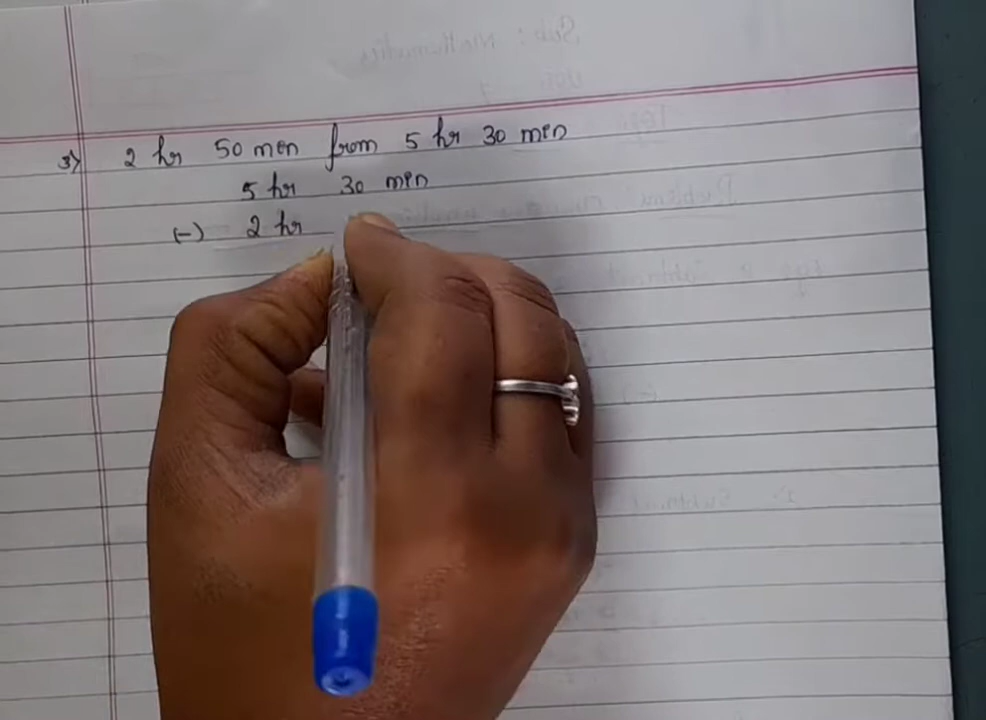 3) 2 hr 50 min from 5 hr 30 min
5 hr 30 min
(-) 2 hr